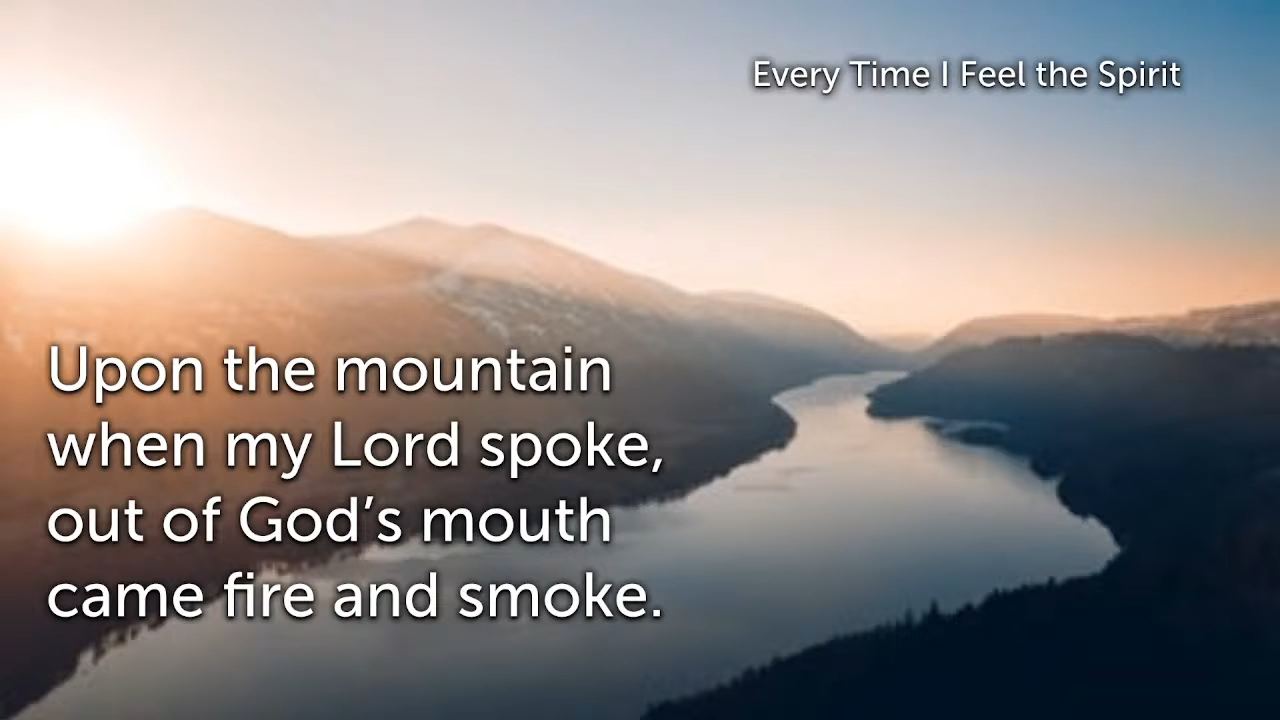 Every Time I Feel the Spirit
Upon the mountain
when my Lord spoke,
out of God’s mouth
came fire and smoke.